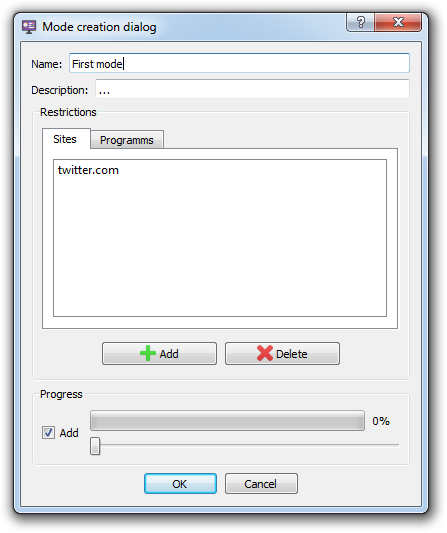 Mode creation dialog
Name: First mode
Description: ...
Restrictions
Sites Programms
twitter.com
Add Delete
Progress
Add 0%
OK Cancel